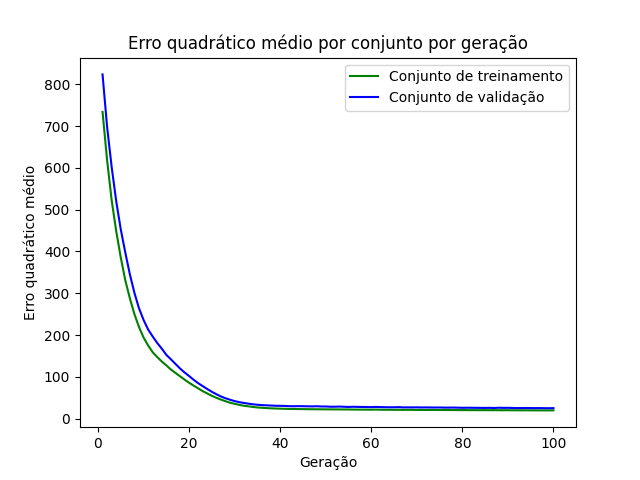 Erro quadrático médio por conjunto por geração
Conjunto de treinamento
Conjunto de validação
Erro quadrático médio
800
700
600
500
400
300
200
100
0
0 20 40 60 80 100
Geração